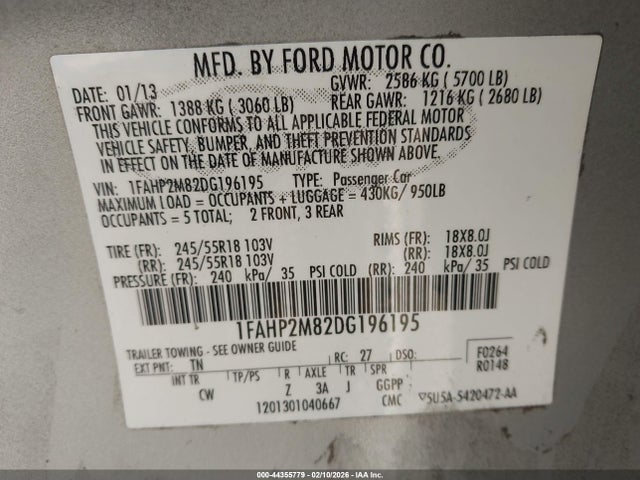 MFD. BY FORD MOTOR CO.
DATE: 01/13 GVWR: 2586 KG ( 5700 LB)
FRONT GAWR: 1388 KG ( 3060 LB) REAR GAWR: 1216 KG ( 2680 LB)
THIS VEHICLE CONFORMS TO ALL APPLICABLE FEDERAL MOTOR
VEHICLE SAFETY, BUMPER, AND THEFT PREVENTION STANDARDS
IN EFFECT ON THE DATE OF MANUFACTURE SHOWN ABOVE.
VIN: 1FAHP2M82DG196195 TYPE: Passenger Car
MAXIMUM LOAD = OCCUPANTS + LUGGAGE = 430KG/ 950LB
OCCUPANTS = 5 TOTAL; 2 FRONT, 3 REAR
TIRE (FR): 245/55R18 103V RIMS (FR): 18X8.0J
(RR): 245/55R18 103V (RR): 18X8.0J
PRESSURE (FR): 240 kPa/ 35 PSI COLD (RR): 240 kPa/ 35 PSI COLD
1FAHP2M82DG196195
TRAILER TOWING - SEE OWNER GUIDE F0264
EXT PNT: TN RC: 27 DSO: R0148
INT TR TP/PS R AXLE TR SPR
CW Z 3A J GGPP
1201301040667 CMC 5U5A-5420472-AA
000-44355779 - 02/10/2026 - IAA Inc.